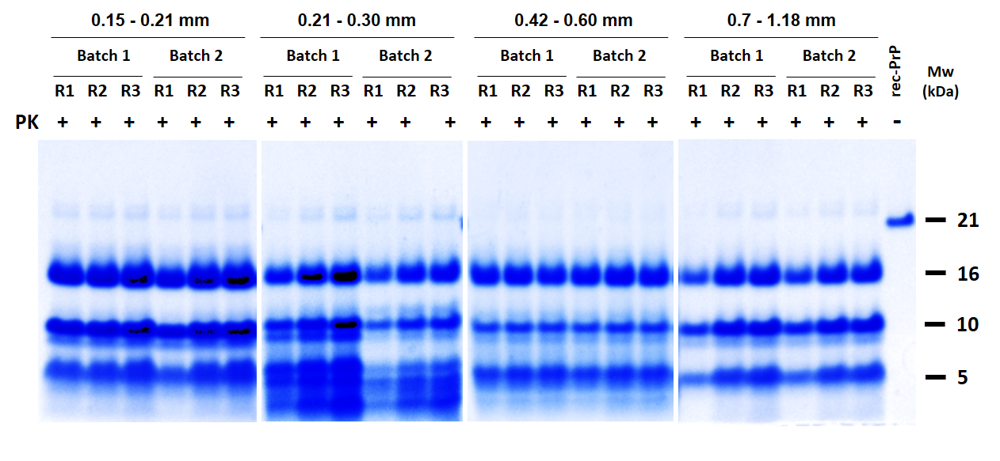 0.15 - 0.21 mm 0.21 - 0.30 mm 0.42 - 0.60 mm 0.7 - 1.18 mm
Batch 1 Batch 2 Batch 1 Batch 2 Batch 1 Batch 2 Batch 1 Batch 2
R1 R2 R3 R1 R2 R3 R1 R2 R3 R1 R2 R3 R1 R2 R3 R1 R2 R3 R1 R2 R3 R1 R2 R3
rec-PrP
Mw
(kDa)
PK + + + + + + + + + + + + + + + + + + + + + + + + -
21
16
10
5